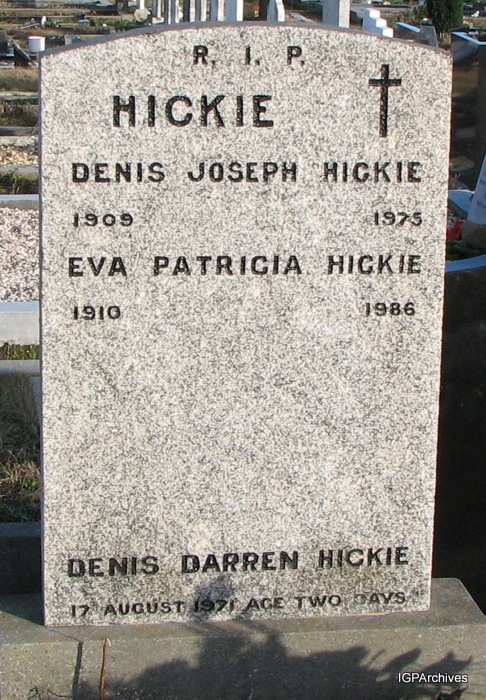 R. I. P.
HICKIE
DENIS JOSEPH HICKIE
1909 1975
EVA PATRICIA HICKIE
1910 1986
DENIS DARREN HICKIE
17 AUGUST 1971 AGE TWO DAYS
IGPArchives